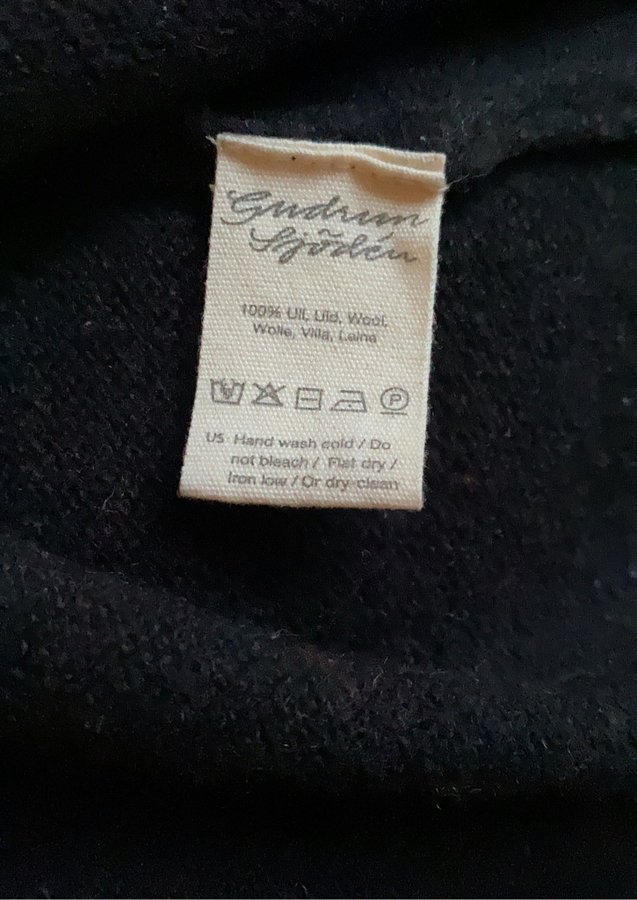 Gudrun
Sjödén
100% Ull, Uld, Wool,
Wolle, Villa, Laine
P
US: Hand wash cold / Do
not bleach / Flat dry /
Iron low / Or dry-clean